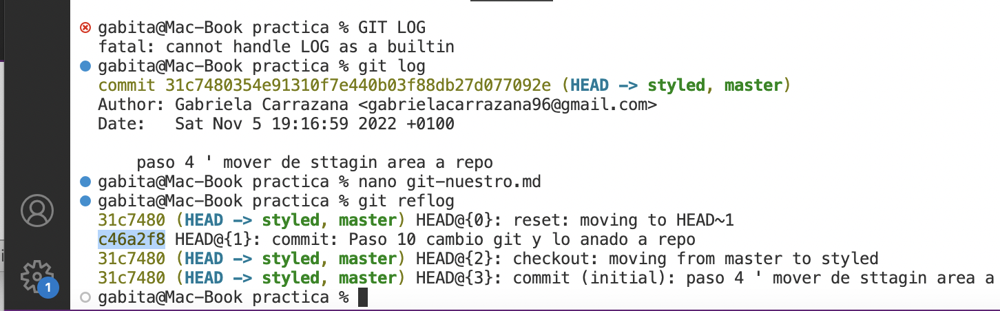 gabita@Mac-Book practica % GIT LOG
fatal: cannot handle LOG as a builtin
gabita@Mac-Book practica % git log
commit 31c7480354e91310f7e440b03f88db27d077092e (HEAD -> styled, master)
Author: Gabriela Carrazana <gabrielacarrazana96@gmail.com>
Date:   Sat Nov 5 19:16:59 2022 +0100
paso 4 ' mover de sttagin area a repo
gabita@Mac-Book practica % nano git-nuestro.md
gabita@Mac-Book practica % git reflog
31c7480 (HEAD -> styled, master) HEAD@{0}: reset: moving to HEAD~1
c46a2f8 HEAD@{1}: commit: Paso 10 cambio git y lo anado a repo
31c7480 (HEAD -> styled, master) HEAD@{2}: checkout: moving from master to styled
31c7480 (HEAD -> styled, master) HEAD@{3}: commit (initial): paso 4 ' mover de sttagin area a
gabita@Mac-Book practica %
1